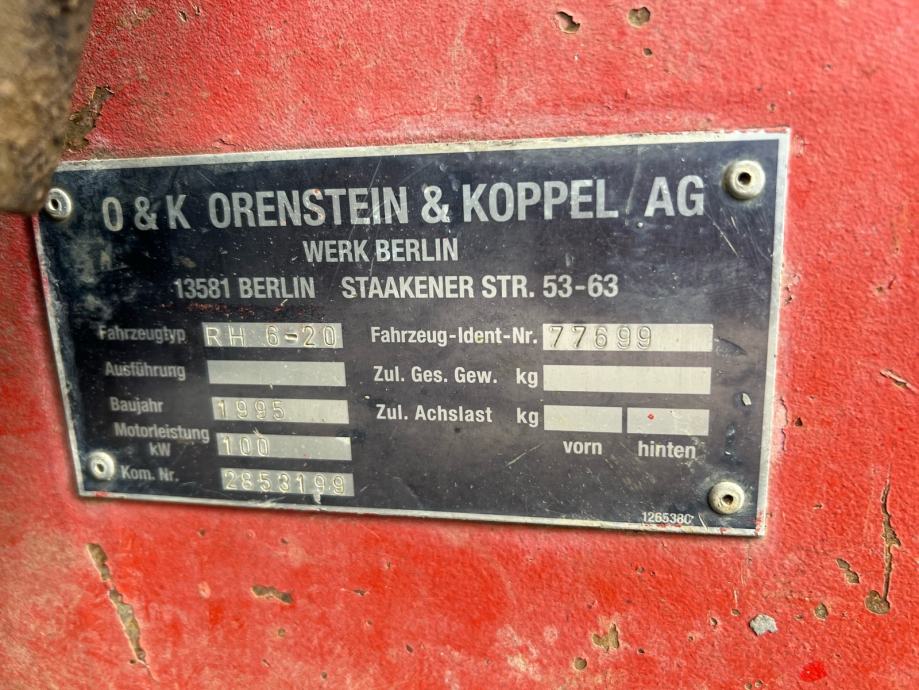 O & K ORENSTEIN & KOPPEL AG
WERK BERLIN
13581 BERLIN STAAKENER STR. 53-63
Fahrzeugtyp RH 6-20 Fahrzeug-Ident-Nr. 77699
Ausführung Zul. Ges. Gew. kg
Baujahr 1995 Zul. Achslast kg
vorn hinten
Motorleistung
kW 100
Kom. Nr. 2853199
1265380